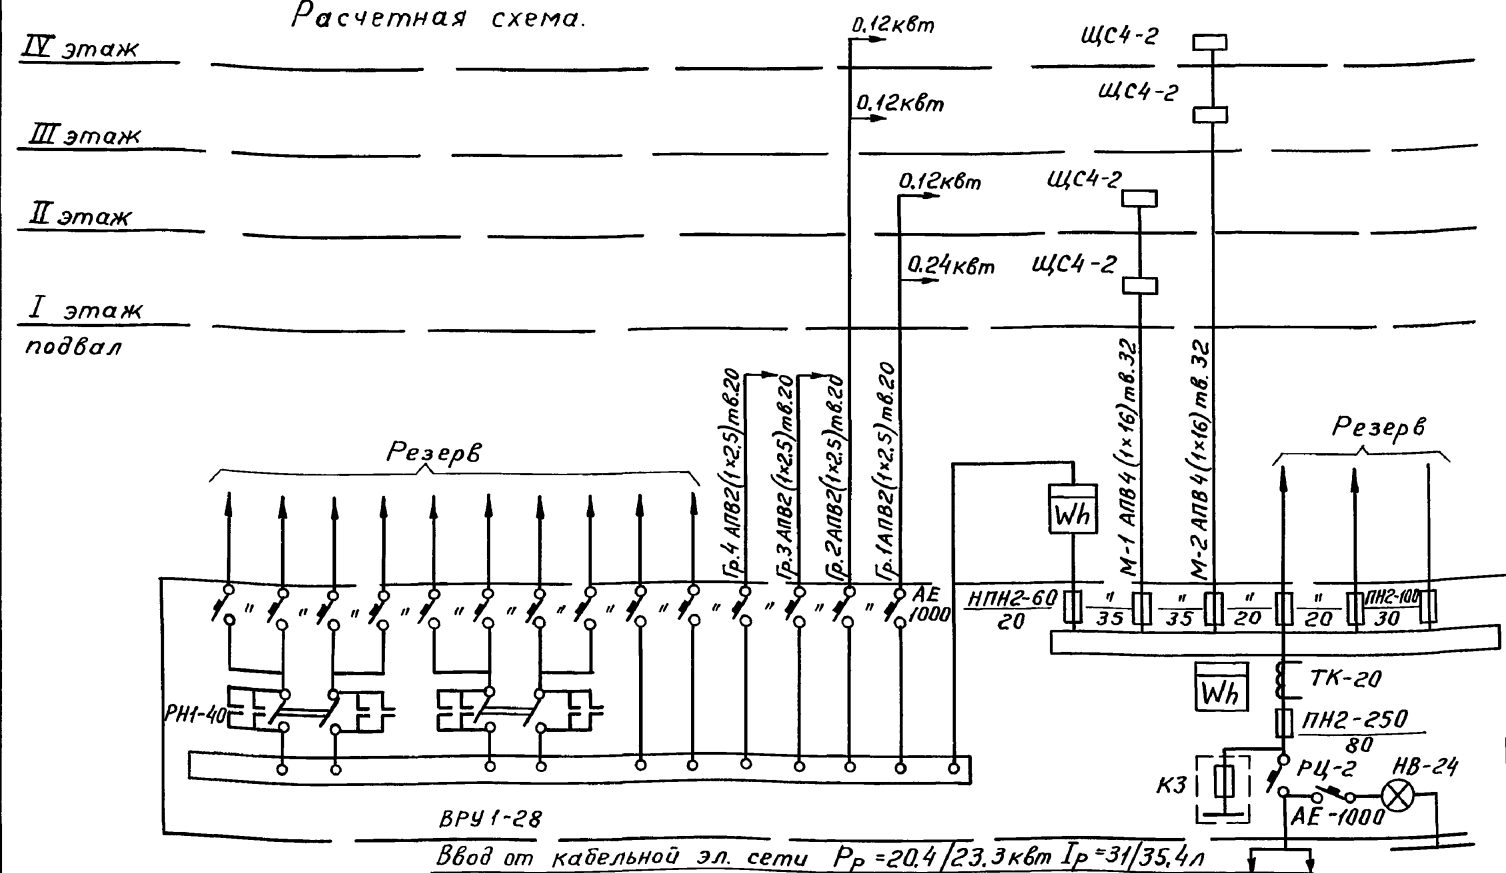 Расчетная схема.
IV этаж
0.12квт
ЩС4-2
0.12квт
ЩС4-2
III этаж
0.12квт
ЩС4-2
II этаж
0.24квт
ЩС4-2
I этаж
подвал
Резерв
Гр.4 АПВ2(1×2,5)тв.20
Гр.3 АПВ2(1×2,5)тв.20
Гр.2 АПВ2(1×2,5)тв.20
Гр.1 АПВ2(1×2,5)тв.20
М-1 АПВ4(1×16)тв.32
М-2 АПВ4(1×16)тв.32
Резерв
Wh
" " " " " " " " " " " " "
АЕ 1000
НПН2-60
20
"
35
"
35
"
20
"
20
ПН2-100
30
РН1-40
Wh
ТК-20
ПН2-250
80
КЗ
РЦ-2
НВ-24
АЕ-1000
ВРУ1-28
Ввод от кабельной эл. сети Рр=20.4/23.3квт Iр=31/35.4л